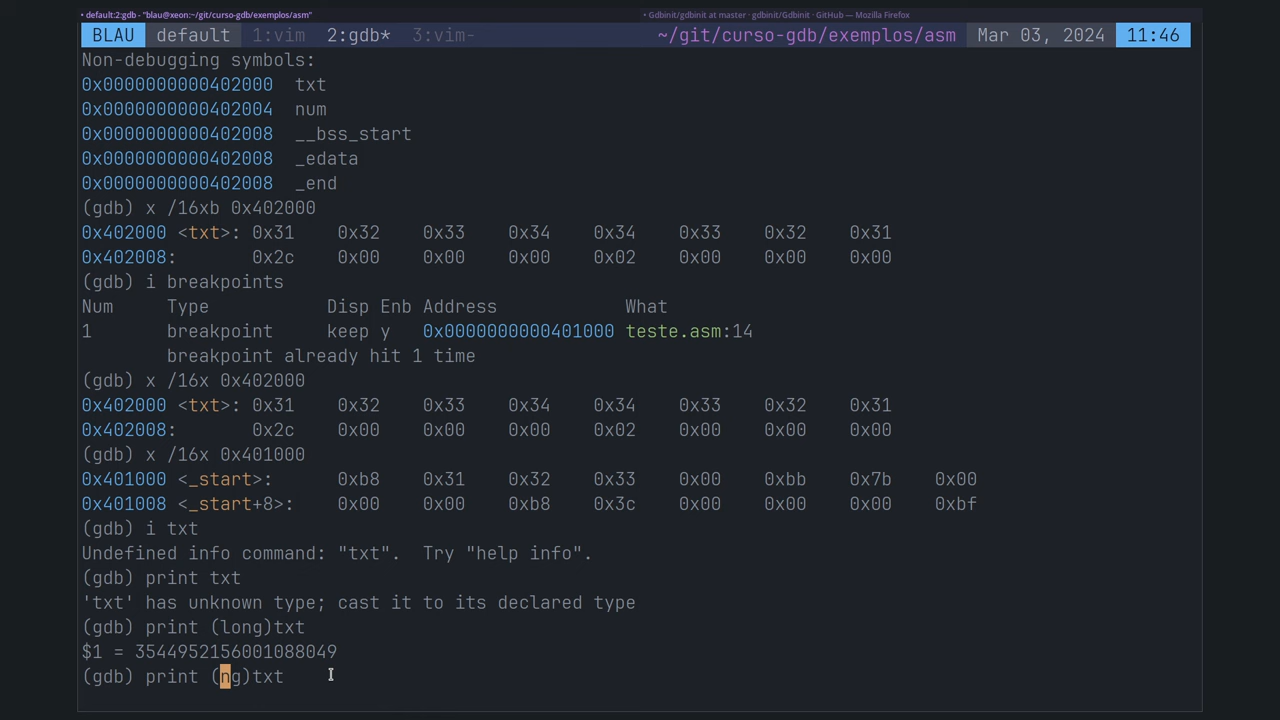 • default:2:gdb - "blau@xeon:~/git/curso-gdb/exemplos/asm"
• Gdbinit/gdbinit at master · gdbinit/Gdbinit · GitHub — Mozilla Firefox
BLAU default 1:vim 2:gdb* 3:vim- ~/git/curso-gdb/exemplos/asm Mar 03, 2024 11:46
Non-debugging symbols:
0x0000000000402000 txt
0x0000000000402004 num
0x0000000000402008 __bss_start
0x0000000000402008 _edata
0x0000000000402008 _end
(gdb) x /16xb 0x402000
0x402000 <txt>: 0x31 0x32 0x33 0x34 0x34 0x33 0x32 0x31
0x402008: 0x2c 0x00 0x00 0x00 0x02 0x00 0x00 0x00
(gdb) i breakpoints
Num Type Disp Enb Address What
1 breakpoint keep y 0x0000000000401000 teste.asm:14
breakpoint already hit 1 time
(gdb) x /16x 0x402000
0x402000 <txt>: 0x31 0x32 0x33 0x34 0x34 0x33 0x32 0x31
0x402008: 0x2c 0x00 0x00 0x00 0x02 0x00 0x00 0x00
(gdb) x /16x 0x401000
0x401000 <_start>: 0xb8 0x31 0x32 0x33 0x00 0xbb 0x7b 0x00
0x401008 <_start+8>: 0x00 0x00 0xb8 0x3c 0x00 0x00 0x00 0xbf
(gdb) i txt
Undefined info command: "txt". Try "help info".
(gdb) print txt
'txt' has unknown type; cast it to its declared type
(gdb) print (long)txt
$1 = 3544952156001088049
(gdb) print (ng)txt